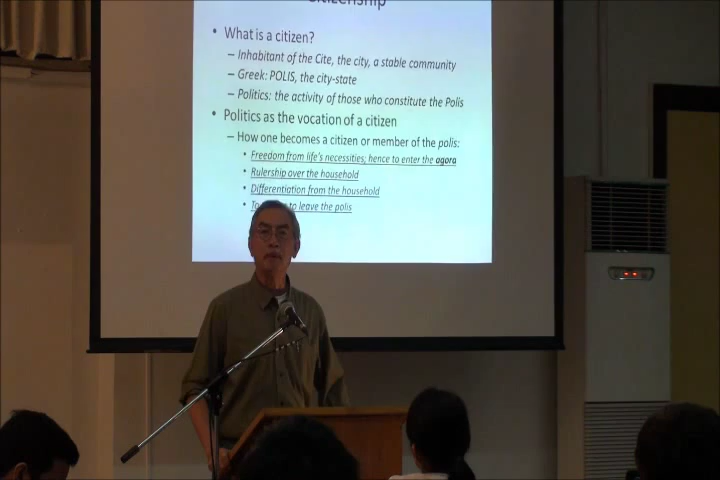 Citizenship
• What is a citizen?
– Inhabitant of the Cite, the city, a stable community
– Greek: POLIS, the city-state
– Politics: the activity of those who constitute the Polis
• Politics as the vocation of a citizen
– How one becomes a citizen or member of the polis:
• Freedom from life's necessities; hence to enter the agora
• Rulership over the household
• Differentiation from the household
• to leave the polis